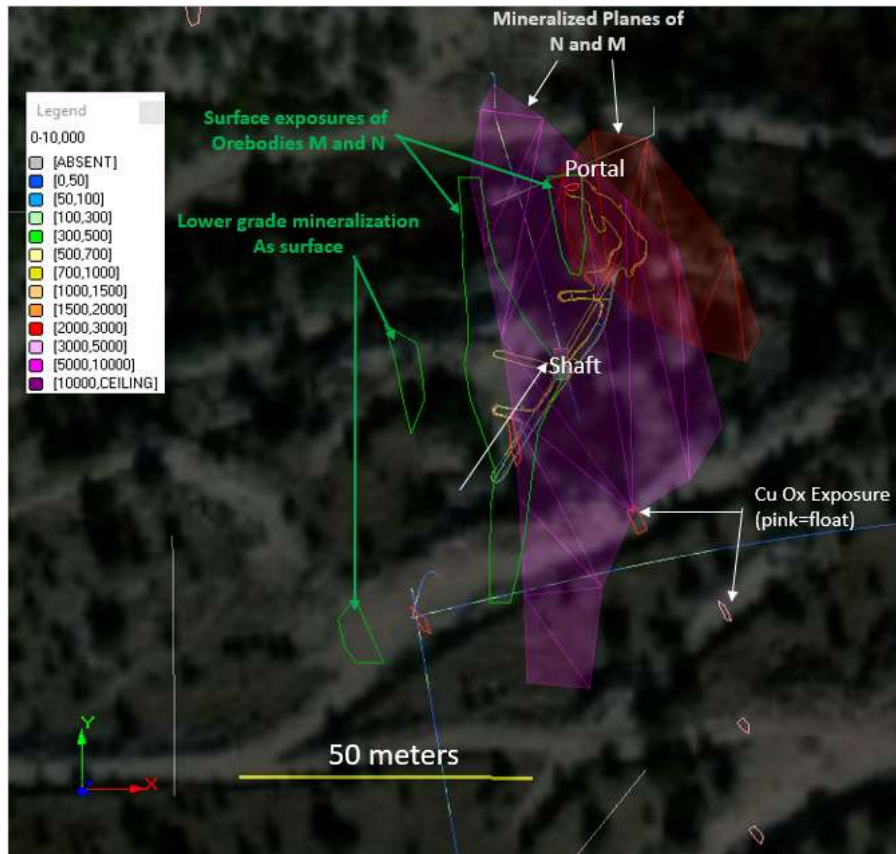 Mineralized Planes of
N and M
Legend
0-10,000
[ABSENT]
[0,50]
[50,100]
[100,300]
[300,500]
[500,700]
[700,1000]
[1000,1500]
[1500,2000]
[2000,3000]
[3000,5000]
[5000,10000]
[10000,CEILING]
Surface exposures of
Orebodies M and N
Portal
Lower grade mineralization
As surface
Shaft
Cu Ox Exposure
(pink=float)
50 meters
Y
X